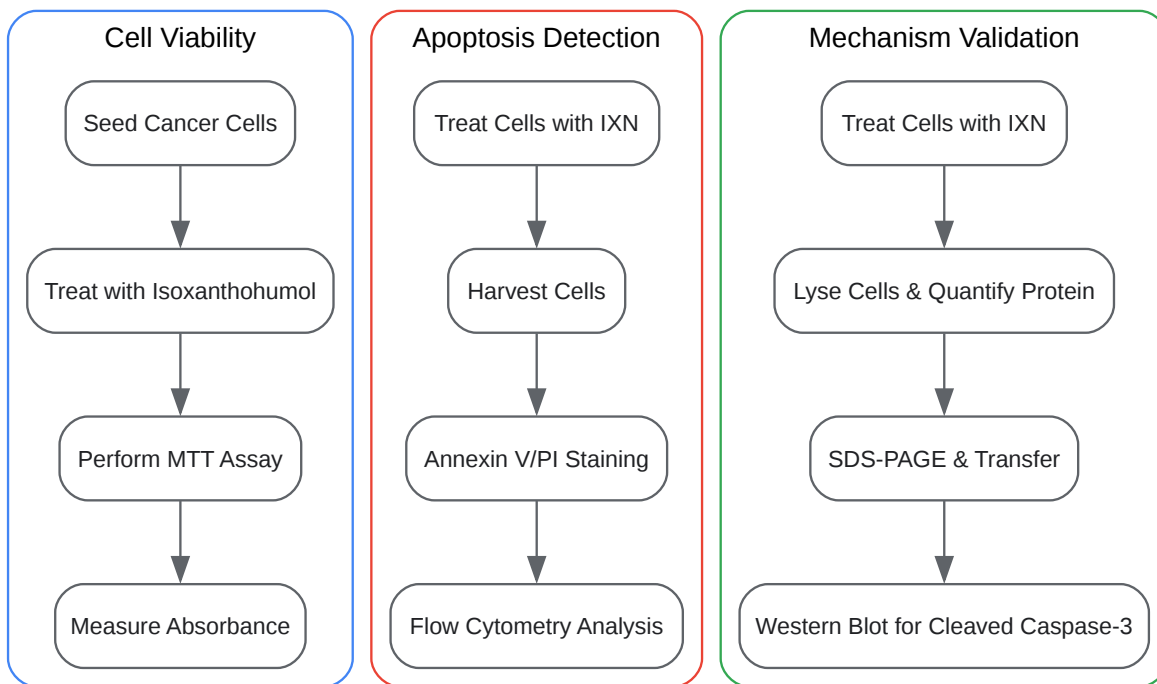 Cell Viability
Seed Cancer Cells
Treat with Isoxanthohumol
Perform MTT Assay
Measure Absorbance
Apoptosis Detection
Treat Cells with IXN
Harvest Cells
Annexin V/PI Staining
Flow Cytometry Analysis
Mechanism Validation
Treat Cells with IXN
Lyse Cells & Quantify Protein
SDS-PAGE & Transfer
Western Blot for Cleaved Caspase-3